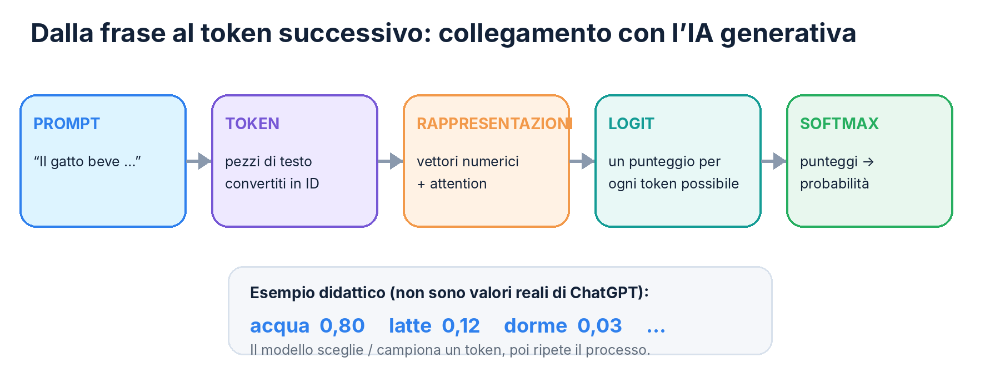 Dalla frase al token successivo: collegamento con l’IA generativa
PROMPT
“Il gatto beve ...”
TOKEN
pezzi di testo
convertiti in ID
RAPPRESENTAZIONI
vettori numerici
+ attention
LOGIT
un punteggio per
ogni token possibile
SOFTMAX
punteggi →
probabilità
Esempio didattico (non sono valori reali di ChatGPT):
acqua 0,80 latte 0,12 dorme 0,03 ...
Il modello sceglie / campiona un token, poi ripete il processo.